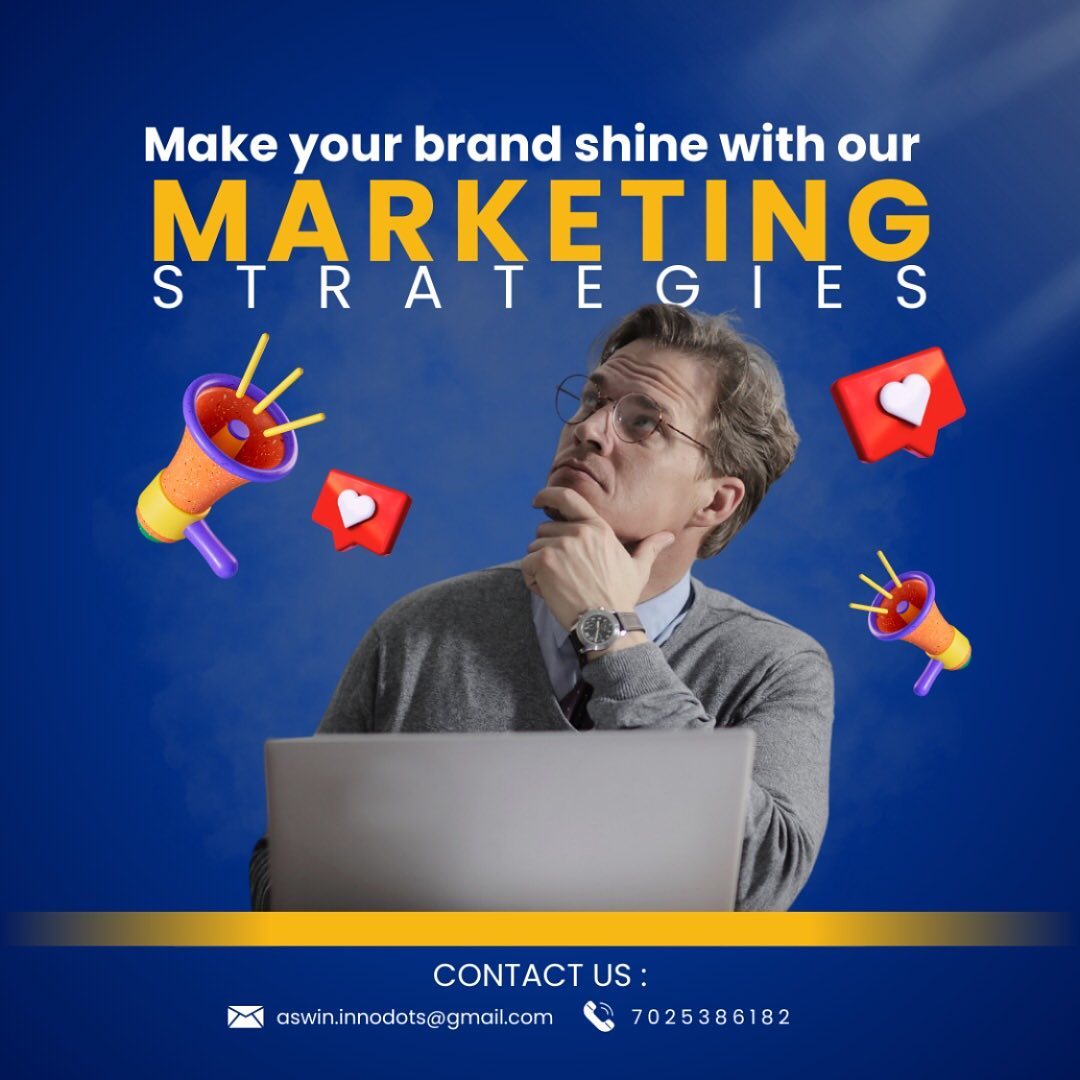 Make your brand shine with our
MARKETING
STRATEGIES
CONTACT US :
aswin.innodots@gmail.com 7025386182